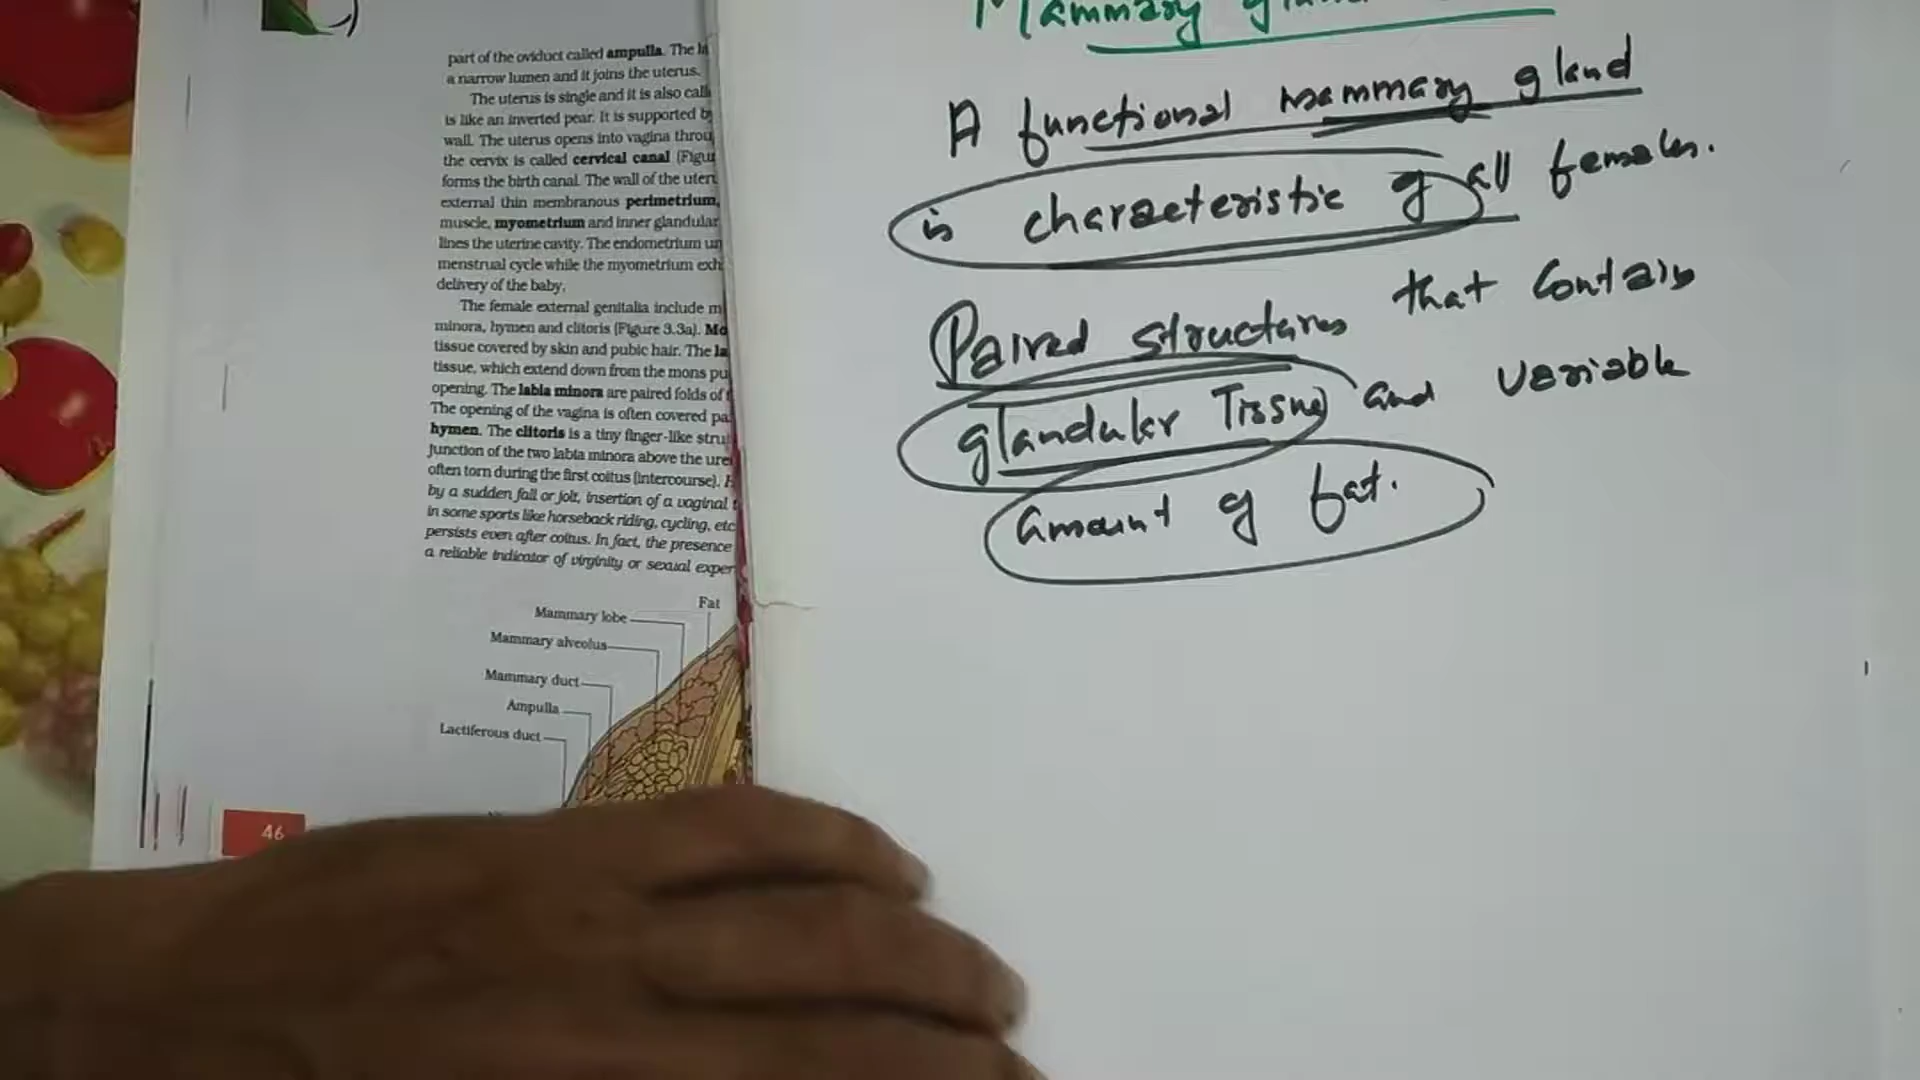 part of the oviduct called ampulla. The
a narrow lumen and it joins the uterus.
The uterus is single and it is also
is like an inverted pear. It is supported
wall. The uterus opens into vagina
the cervix is called cervical canal
forms the birth canal. The wall of the
external thin membranous perimetrium,
muscle, myometrium and inner glandular
lines the uterine cavity. The endometrium
menstrual cycle while the myometrium
delivery of the baby.
The female external genitalia include
minora, hymen and clitoris (Figure 3.3a).
tissue covered by skin and pubic hair. The
tissue, which extend down from the mons
opening. The labia minora are paired folds of
The opening of the vagina is often covered
hymen. The clitoris is a tiny finger-like
junction of the two labia minora above the
often torn during the first coitus (intercourse).
by a sudden fall or jolt, insertion of a vaginal
in some sports like horseback riding, cycling, etc
persists even after coitus. In fact, the presence
a reliable indicator of virginity or sexual
Fat
Mammary lobe
Mammary alveolus
Mammary duct
Ampulla
Lactiferous duct
46
Mammary
A functional mammary gland
is characteristic of all females.
Paired structures that contain
glandular Tissue and variable
amount of fat.